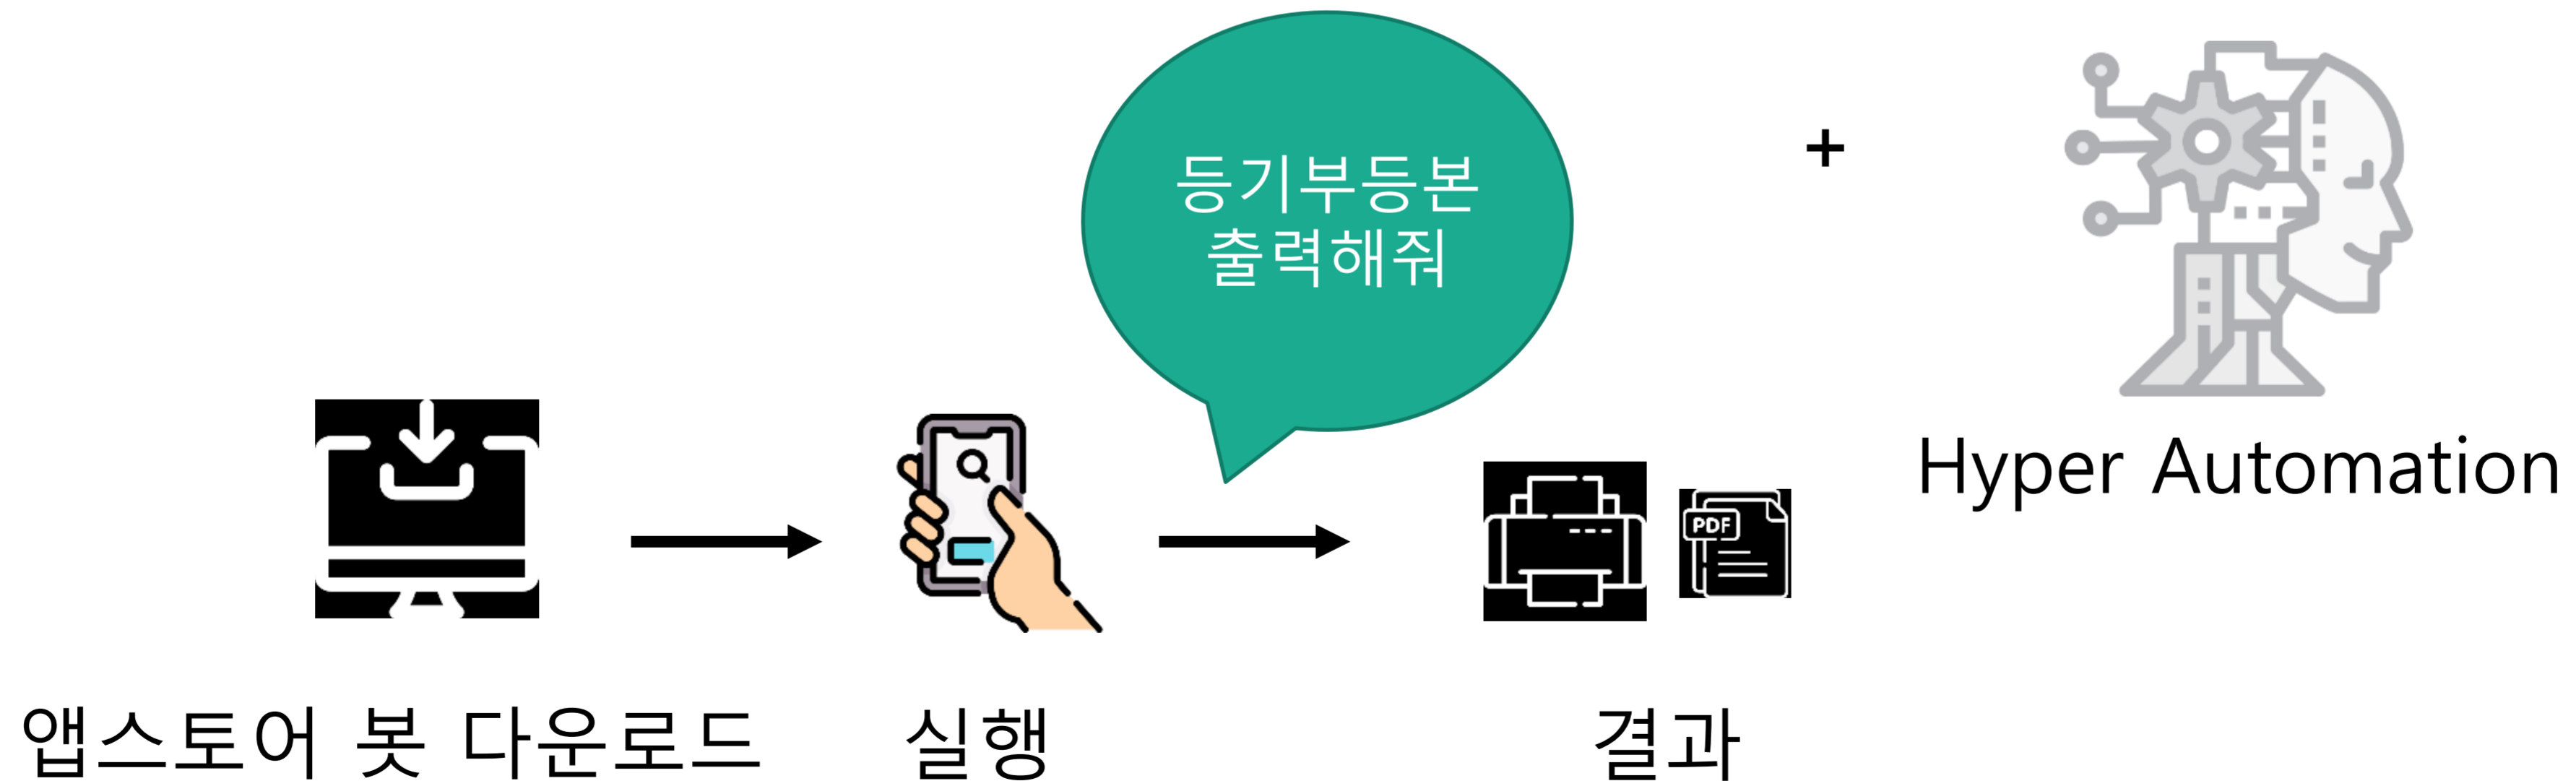 등기부등본
출력해줘
+
Hyper Automation
PDF
앱스토어 봇 다운로드
실행
결과